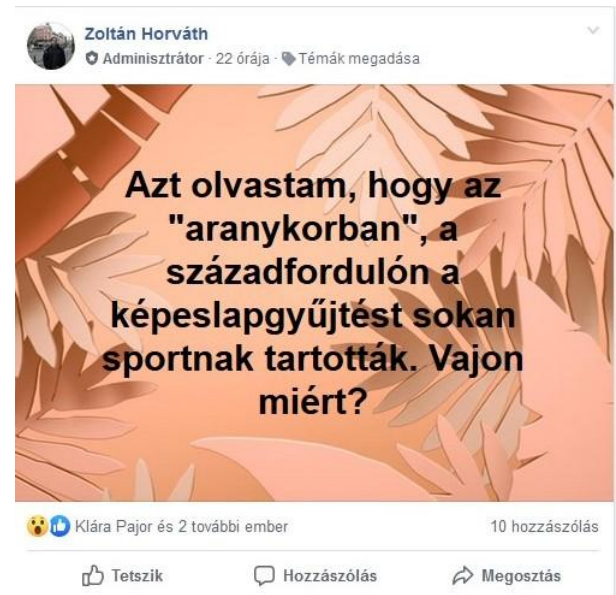 Zoltán Horváth
Adminisztrátor · 22 órája · Témák megadása
Azt olvastam, hogy az
"aranykorban", a
századfordulón a
képeslapgyűjtést sokan
sportnak tartották. Vajon
miért?
Klára Pajor és 2 további ember 10 hozzászólás
Tetszik Hozzászólás Megosztás